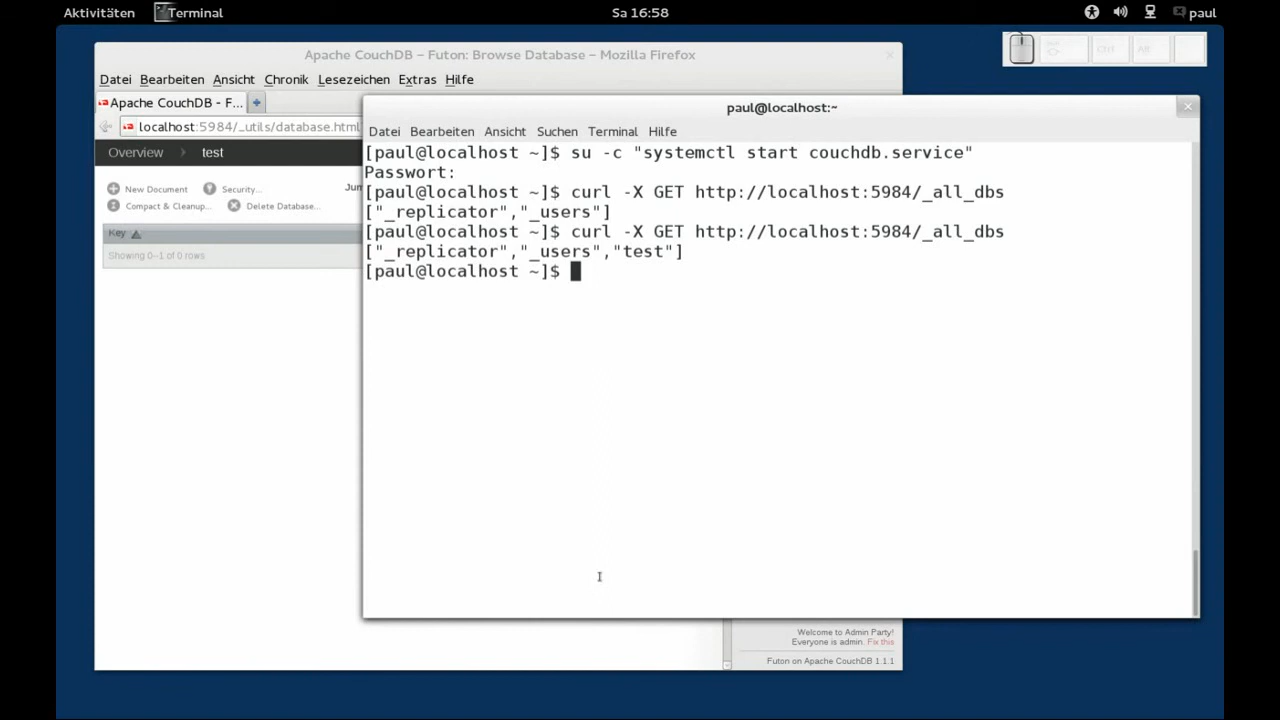 Aktivitäten Terminal Sa 16:58 paul
Apache CouchDB – Futon: Browse Database – Mozilla Firefox
Datei Bearbeiten Ansicht Chronik Lesezeichen Extras Hilfe
Apache CouchDB - F...
localhost:5984/_utils/database.html
Overview test
New Document Security...
Compact & Cleanup... Delete Database...
Key
Showing 0–1 of 0 rows
paul@localhost:~
Datei Bearbeiten Ansicht Suchen Terminal Hilfe
[paul@localhost ~]$ su -c "systemctl start couchdb.service"
Passwort:
[paul@localhost ~]$ curl -X GET http://localhost:5984/_all_dbs
["_replicator","_users"]
[paul@localhost ~]$ curl -X GET http://localhost:5984/_all_dbs
["_replicator","_users","test"]
[paul@localhost ~]$
Welcome to Admin Party!
Everyone is admin. Fix this
Futon on Apache CouchDB 1.1.1